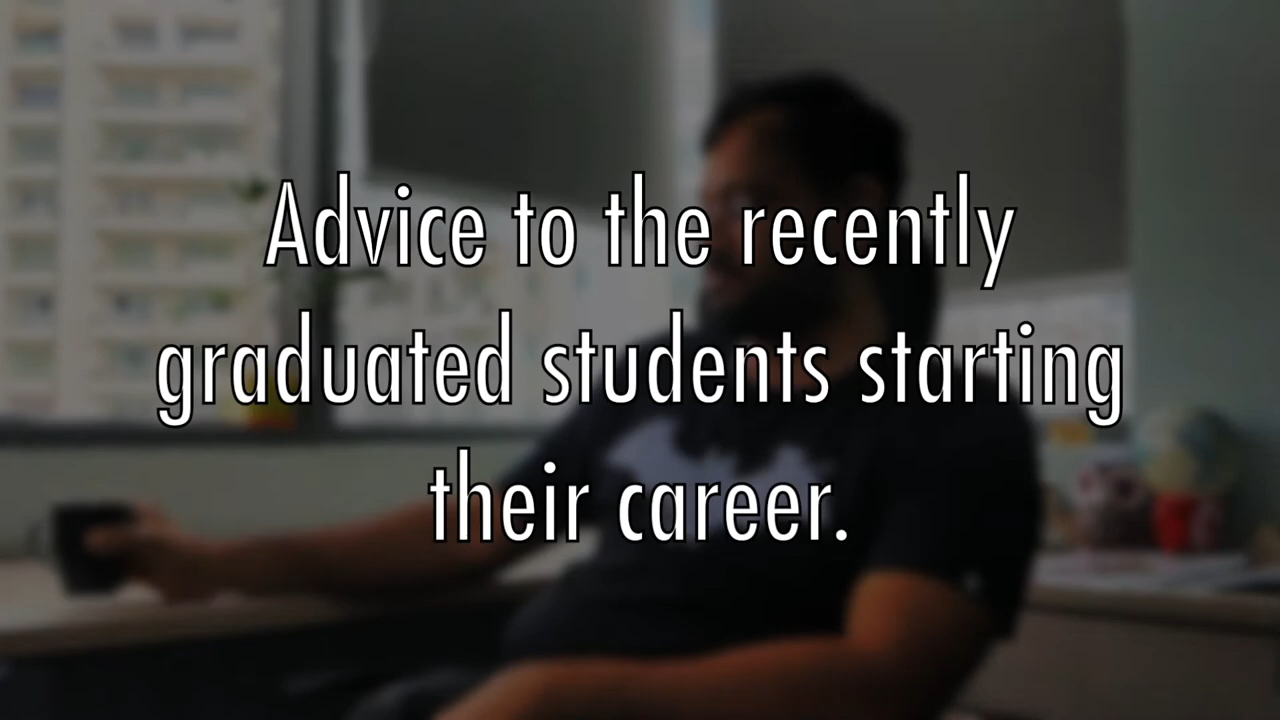 Advice to the recently
graduated students starting
their career.